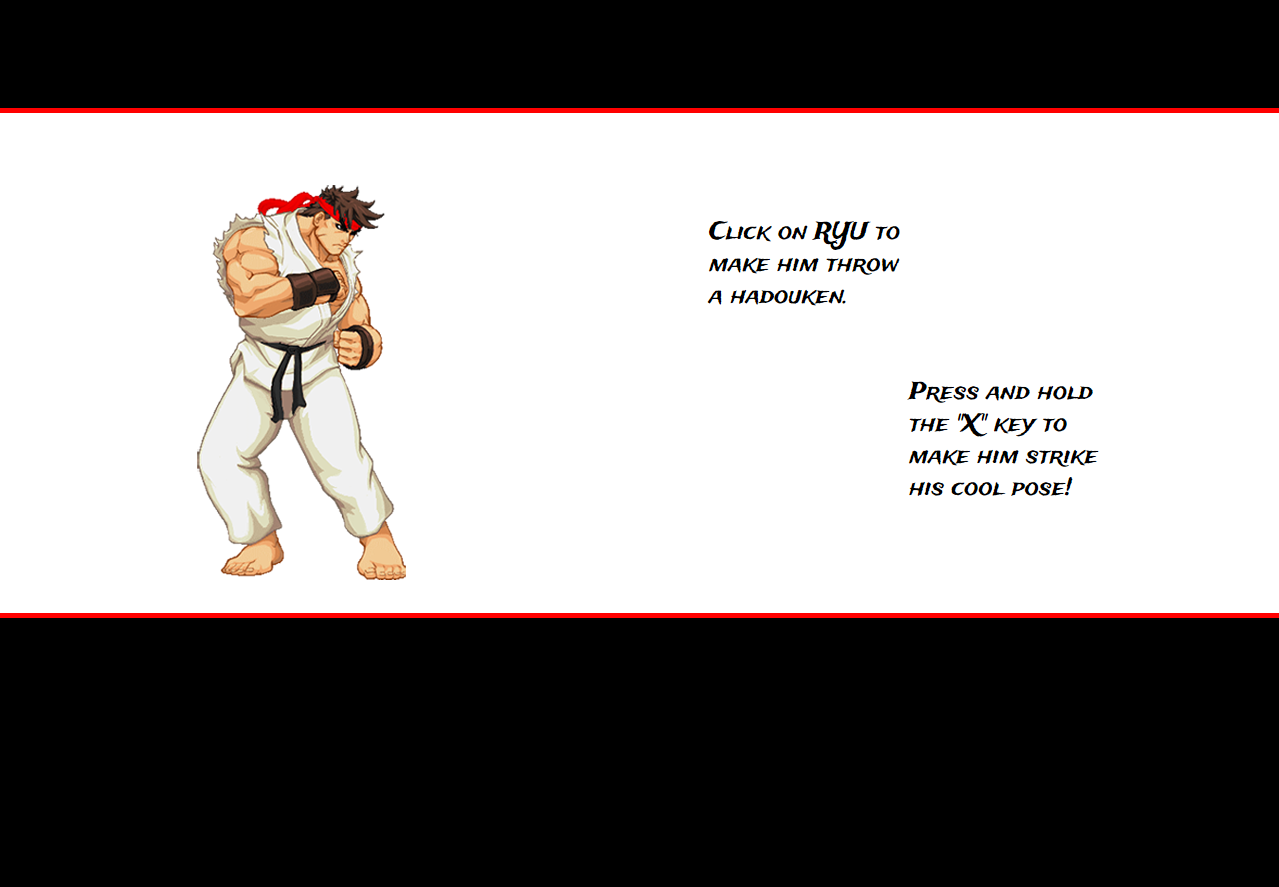 Click on RYU to
make him throw
a hadouken.
Press and hold
the "X" key to
make him strike
his cool pose!